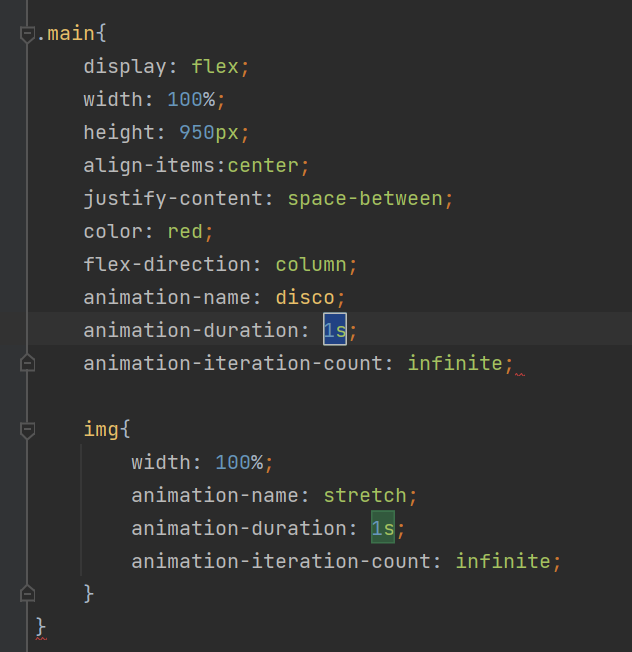 .main{
    display: flex;
    width: 100%;
    height: 950px;
    align-items:center;
    justify-content: space-between;
    color: red;
    flex-direction: column;
    animation-name: disco;
    animation-duration: 1s;
    animation-iteration-count: infinite;

    img{
        width: 100%;
        animation-name: stretch;
        animation-duration: 1s;
        animation-iteration-count: infinite;
    }
}